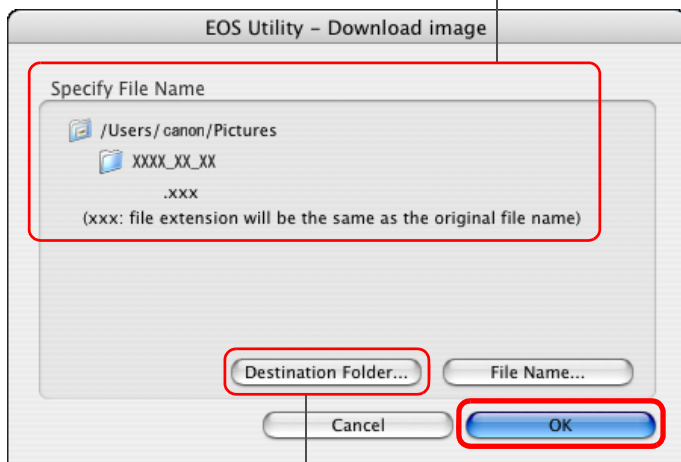 EOS Utility – Download image
Specify File Name
/Users/canon/Pictures
XXXX_XX_XX
.xxx
(xxx: file extension will be the same as the original file name)
Destination Folder...
File Name...
Cancel
OK